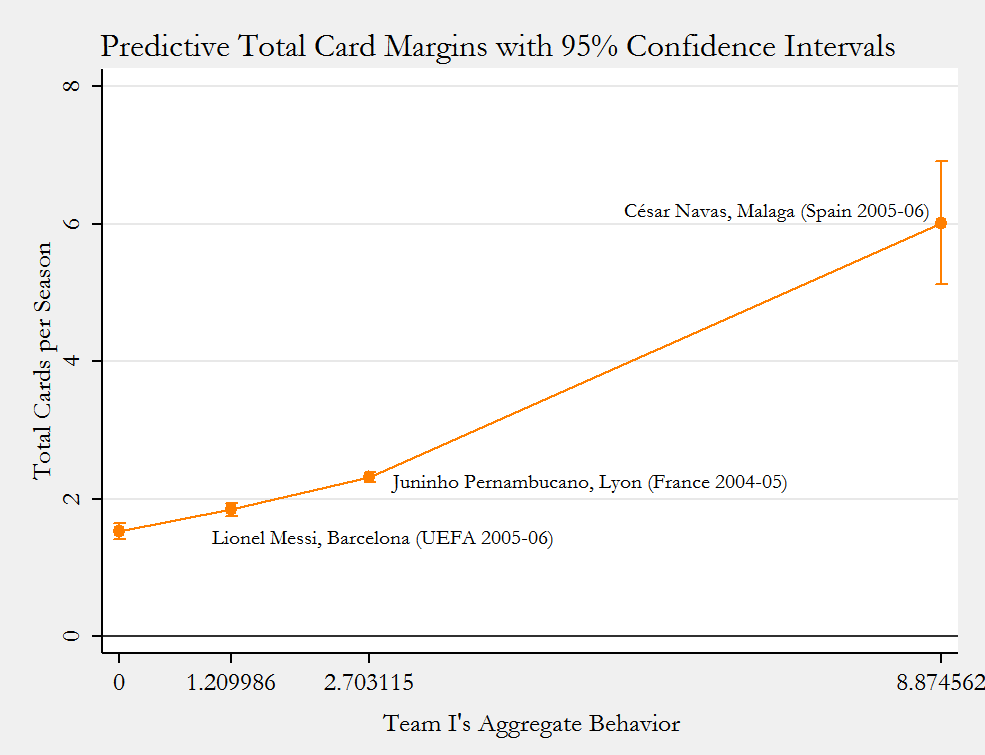 Predictive Total Card Margins with 95% Confidence Intervals
8
6
4
2
0
Total Cards per Season
César Navas, Malaga (Spain 2005-06)
Juninho Pernambucano, Lyon (France 2004-05)
Lionel Messi, Barcelona (UEFA 2005-06)
0 1.209986 2.703115 8.874562
Team I's Aggregate Behavior